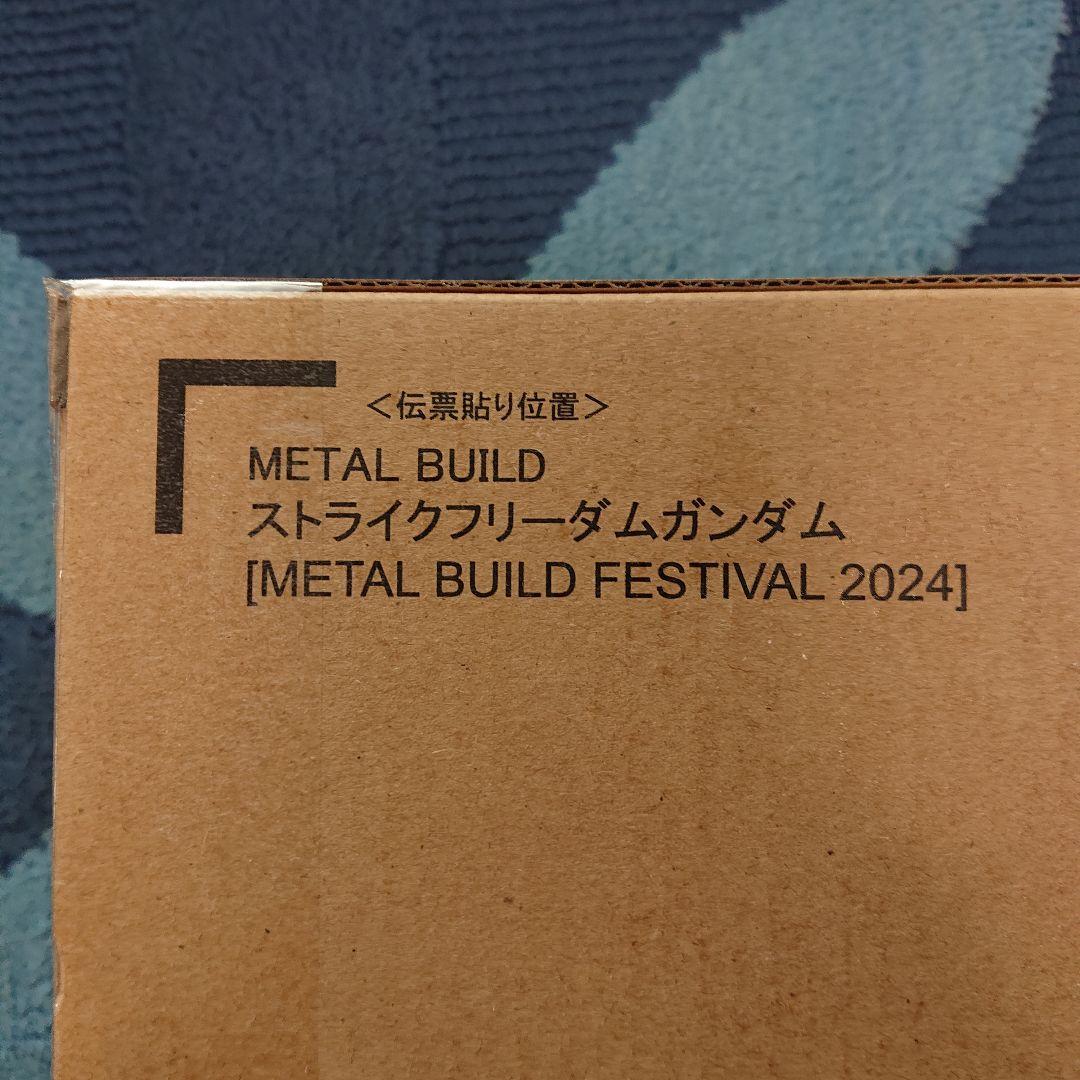 ＜伝票貼り位置＞
METAL BUILD
ストライクフリーダムガンダム
[METAL BUILD FESTIVAL 2024]